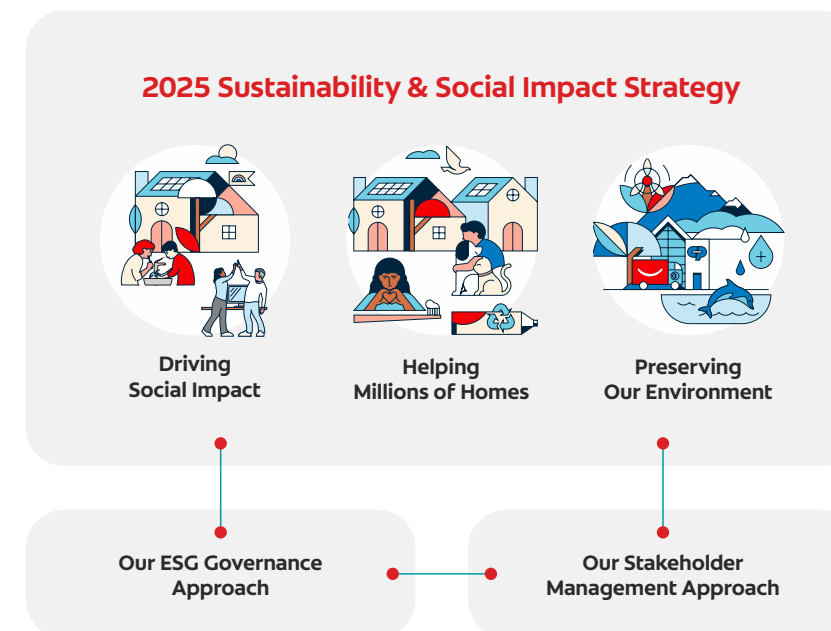 2025 Sustainability & Social Impact Strategy
Driving
Social Impact
Helping
Millions of Homes
Preserving
Our Environment
Our ESG Governance
Approach
Our Stakeholder
Management Approach